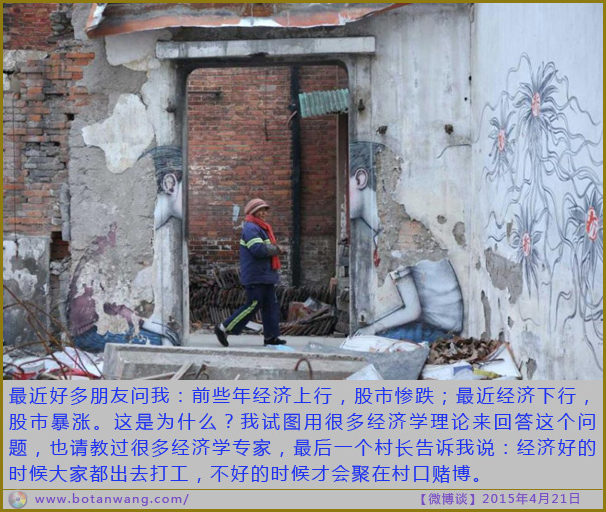 最近好多朋友问我：前些年经济上行，股市惨跌；最近经济下行，
股市暴涨。这是为什么？我试图用很多经济学理论来回答这个问
题，也请教过很多经济学专家，最后一个村长告诉我说：经济好的
时候大家都出去打工，不好的时候才会聚在村口赌博。
www.botanwang.com/ 【微博谈】2015年4月21日